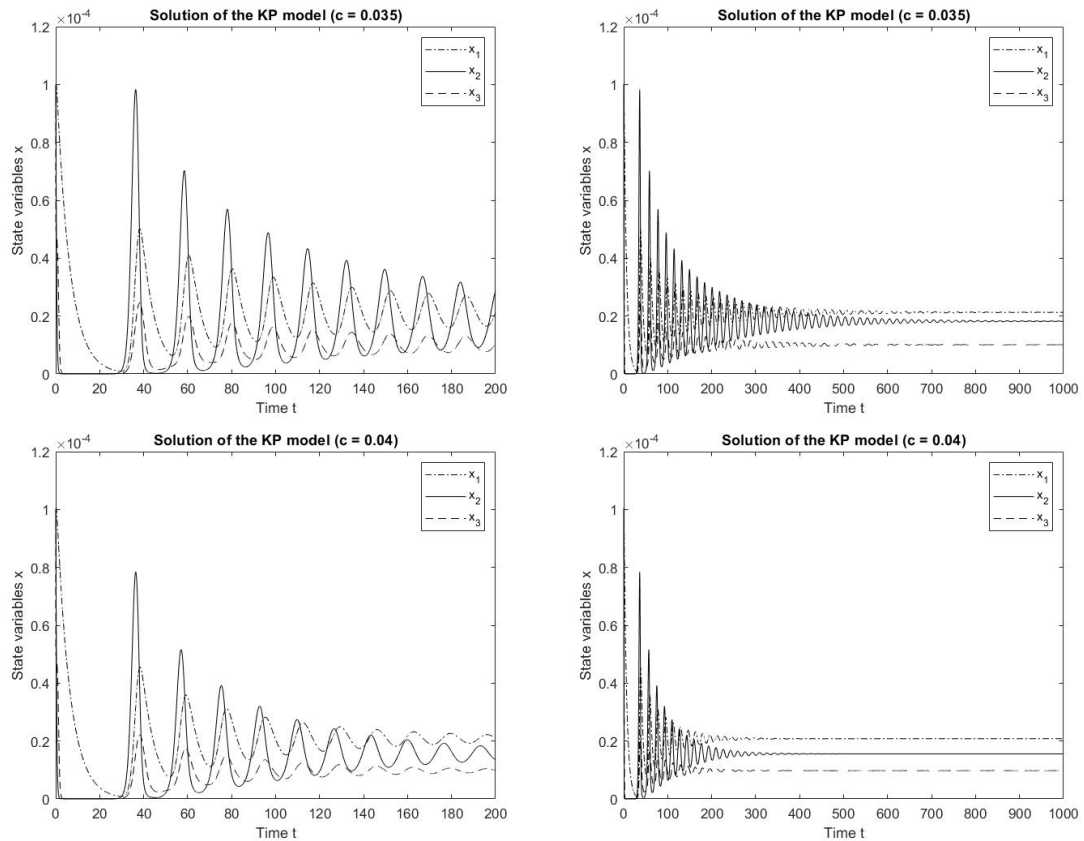 Solution of the KP model (c = 0.035)
×10⁻⁴
1.2
1
0.8
0.6
0.4
0.2
0
State variables x
x₁
x₂
x₃
0 20 40 60 80 100 120 140 160 180 200
Time t
Solution of the KP model (c = 0.035)
×10⁻⁴
1.2
1
0.8
0.6
0.4
0.2
0
State variables x
x₁
x₂
x₃
0 100 200 300 400 500 600 700 800 900 1000
Time t
Solution of the KP model (c = 0.04)
×10⁻⁴
1.2
1
0.8
0.6
0.4
0.2
0
State variables x
x₁
x₂
x₃
0 20 40 60 80 100 120 140 160 180 200
Time t
Solution of the KP model (c = 0.04)
×10⁻⁴
1.2
1
0.8
0.6
0.4
0.2
0
State variables x
x₁
x₂
x₃
0 100 200 300 400 500 600 700 800 900 1000
Time t